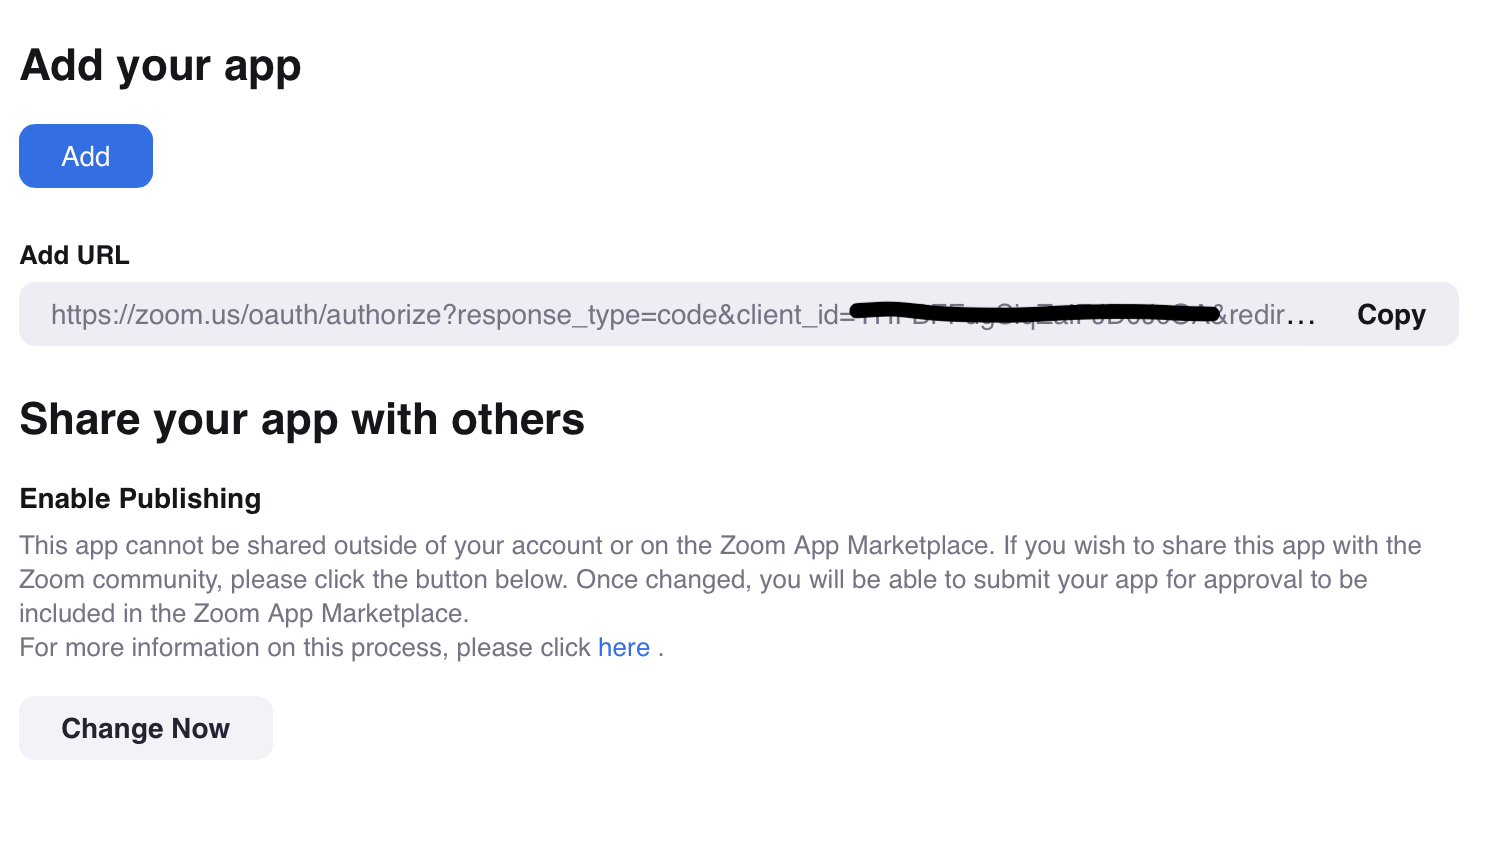 Add your app
Add
Add URL
https://zoom.us/oauth/authorize?response_type=code&client_id= &redir... Copy
Share your app with others
Enable Publishing
This app cannot be shared outside of your account or on the Zoom App Marketplace. If you wish to share this app with the
Zoom community, please click the button below. Once changed, you will be able to submit your app for approval to be
included in the Zoom App Marketplace.
For more information on this process, please click here .
Change Now